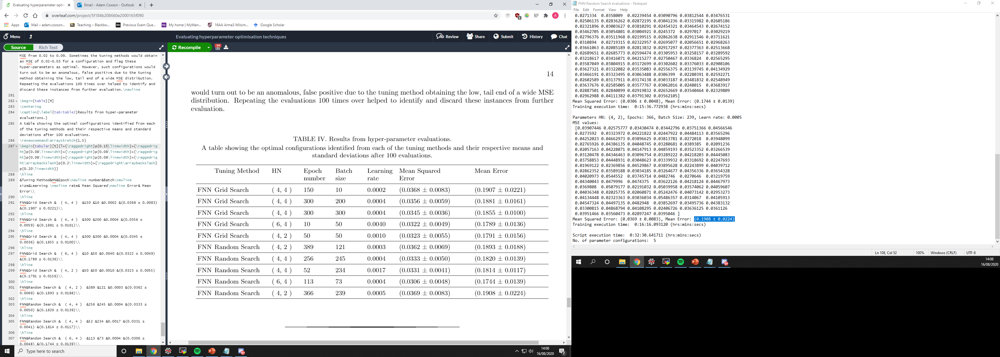 Evaluating hyperparameter optin
Email - Adam Coxson - Outlook
overleaf.com/project/5f184b208660e2000165f090
Apps
Mail – adam.coxson...
Teaching – Blackbo...
Previous Exam Que...
My home | MyMan...
16AA Arma3 Milsim...
Google Scholar
Menu
Evaluating hyperparameter optimisation techniques
Review
Share
Submit
History
Chat
Source
Rich Text
Recompile
14
MSE from 0.02 to 0.09. Sometimes the tuning methods would obtain
an MSE of 0.02-0.03 for a configuration and flag these
hyper-parameters as optimal. However, such configurations would
turn out to be an anomalous, false positive due to the tuning
method obtaining the low, tail end of a wide MSE distribution.
Repeating the evaluations 100 times over helped to identify and
discard these instances from further evaluation.\newline
281
282 \begin{table}[H]
283 \centering
284 \caption{\label{tab:table2}Results from hyper-parameter
evaluations.}
285 A table showing the optimal configurations identified from each
of the tuning methods and their respective means and standard
deviations after 100 evaluations.
286 \renewcommand\arraystretch{1.5}
287 \begin{tabular}[t]{l>{\raggedright}p{0.15\linewidth}>{\raggedrig
ht}p{0.08\linewidth}>{\raggedright}p{0.08\linewidth}>{\raggedrig
ht}p{0.08\linewidth}>{\raggedright}p{0.08\linewidth}>{\raggedrig
ht\arraybackslash}p{0.2\linewidth}>{\raggedright\arraybackslash}
p{0.20\linewidth}}
288 \hline
289 &Tuning Method&HN&Epoch\newline number&Batch\newline
size&Learning \newline rate& Mean Squared\newline Error& Mean
Error\\
290 \hline
291 FNN&Grid Search & ( 4, 4 ) &150 &10 &0.0002 &(0.0368 ± 0.0083)
&(0.1907 ± 0.0221)\\
292 \hline
293 FNN&Grid Search & ( 4, 4 ) &300 &200 &0.0004 &(0.0356 ±
0.0059) &(0.1881 ± 0.0161)\\
294 \hline
295 FNN&Grid Search & ( 4, 4 ) &300 &300 &0.0004 &(0.0345 ±
0.0036) &(0.1855 ± 0.0100)\\
296 \hline
297 FNN&Grid Search & ( 6, 4 ) &10 &50 &0.0040 &(0.0322 ± 0.0049)
&(0.1789 ± 0.0136)\\
298 \hline
299 FNN&Grid Search & ( 4, 2 ) &50 &50 &0.0010 &(0.0323 ± 0.0055)
&(0.1791 ± 0.0156)\\
300 \hline
301 FNN&Random Search & ( 4, 2 ) &389 &121 &0.0003 &(0.0362 ±
0.0069) &(0.1893 ± 0.0188)\\
302 \hline
303 FNN&Random Search & ( 4, 4 ) &256 &245 &0.0004 &(0.0333 ±
0.0050) &(0.1820 ± 0.0139)\\
304 \hline
305 FNN&Random Search & ( 4, 4 ) &52 &234 &0.0017 &(0.0331 ±
0.0041) &(0.1814 ± 0.0117)\\
306 \hline
307 FNN&Random Search & ( 6, 4 ) &113 &73 &0.0004 &(0.0306 ±
0.0048) &(0.1744 ± 0.0139)\\
14
would turn out to be an anomalous, false positive due to the tuning method obtaining the low, tail end of a wide MSE
distribution. Repeating the evaluations 100 times over helped to identify and discard these instances from further
evaluation.
TABLE IV. Results from hyper-parameter evaluations.
A table showing the optimal configurations identified from each of the tuning methods and their respective means and
standard deviations after 100 evaluations.
Tuning Method HN Epoch Batch Learning Mean Squared Mean Error
number size rate Error
FNN Grid Search ( 4, 4 ) 150 10 0.0002 (0.0368 ± 0.0083) (0.1907 ± 0.0221)
FNN Grid Search ( 4, 4 ) 300 200 0.0004 (0.0356 ± 0.0059) (0.1881 ± 0.0161)
FNN Grid Search ( 4, 4 ) 300 300 0.0004 (0.0345 ± 0.0036) (0.1855 ± 0.0100)
FNN Grid Search ( 6, 4 ) 10 50 0.0040 (0.0322 ± 0.0049) (0.1789 ± 0.0136)
FNN Grid Search ( 4, 2 ) 50 50 0.0010 (0.0323 ± 0.0055) (0.1791 ± 0.0156)
FNN Random Search ( 4, 2 ) 389 121 0.0003 (0.0362 ± 0.0069) (0.1893 ± 0.0188)
FNN Random Search ( 4, 4 ) 256 245 0.0004 (0.0333 ± 0.0050) (0.1820 ± 0.0139)
FNN Random Search ( 4, 4 ) 52 234 0.0017 (0.0331 ± 0.0041) (0.1814 ± 0.0117)
FNN Random Search ( 6, 4 ) 113 73 0.0004 (0.0306 ± 0.0048) (0.1744 ± 0.0139)
FNN Random Search ( 4, 2 ) 366 239 0.0005 (0.0369 ± 0.0083) (0.1908 ± 0.0224)
Type here to search
14:08
16/08/2020
FNN Random Search evaluations - Notepad
File Edit Format View Help
0.0271334 0.0358009 0.02239454 0.03090796 0.03812544 0.03476531
0.02506135 0.02836262 0.02872195 0.03041236 0.03315982 0.02605186
0.02321896 0.03003627 0.03810291 0.02454321 0.03464543 0.02674152
0.03462705 0.03054801 0.03004921 0.0245372 0.0297017 0.03029219
0.02796376 0.03511968 0.02199515 0.02862638 0.02911546 0.03711621
0.0310894 0.02719315 0.02322957 0.02695077 0.02056651 0.02968263
0.03661063 0.02085189 0.02813832 0.02917297 0.02377363 0.02513668
0.02689651 0.02685773 0.02594474 0.03305953 0.03258157 0.03289592
0.03218617 0.03416071 0.04215277 0.02750467 0.0336824 0.02565295
0.03587049 0.03804915 0.03172699 0.03302602 0.03376033 0.02908106
0.03627321 0.03322082 0.03535083 0.02556375 0.03139745 0.04134929
0.03466191 0.03323495 0.03063488 0.0306399 0.02280391 0.02592271
0.02602589 0.03137911 0.03174138 0.03033187 0.03481832 0.02548949
0.03637676 0.02585005 0.03577767 0.03062016 0.0248015 0.03683917
0.02887501 0.02840899 0.02919832 0.02652669 0.03540464 0.02329809
0.02962988 0.04111382 0.03791302 0.03562105]
Mean Squared Error: (0.0306 ± 0.0048), Mean Error: (0.1744 ± 0.0139)
Training execution time: 0:15:36.772938 (hrs:mins:secs)
Parameters HN: (4, 2), Epochs: 366, Batch Size: 239, Learn rate: 0.0005
MSE values:
[0.03907446 0.02575777 0.03430474 0.03442796 0.03751366 0.04566546
0.0273592 0.03323972 0.04221822 0.02447922 0.04484113 0.03565296
0.04252023 0.04662973 0.03896625 0.03813781 0.0272018 0.03948099
0.02765926 0.04386135 0.04048745 0.03280681 0.0389385 0.02091236
0.02057163 0.04228071 0.04147913 0.04859193 0.03523352 0.03266539
0.03120478 0.04346463 0.03096754 0.03289222 0.04218203 0.04445083
0.03758853 0.04448931 0.03048623 0.03399932 0.03318692 0.02247693
0.01969122 0.02369856 0.04529867 0.03895628 0.02243899 0.04039712
0.02862352 0.03589188 0.03034185 0.03264677 0.04356336 0.03654328
0.04020973 0.0544552 0.03745714 0.0482746 0.0270646 0.03219759
0.04340043 0.0479996 0.0474375 0.03622126 0.04218124 0.04467973
0.0369808 0.05079177 0.02191032 0.05039958 0.03574062 0.04059607
0.04036348 0.02025735 0.02060871 0.05242476 0.04073142 0.02953273
0.04134448 0.02323363 0.03036034 0.05486357 0.0314067 0.04105913
0.04547324 0.04497135 0.0482948 0.03852697 0.03495736 0.04383132
0.03300815 0.04868794 0.04108295 0.02406726 0.03636125 0.0361126
0.03951466 0.03560473 0.02897247 0.0395046 ]
Mean Squared Error: (0.0369 ± 0.0083), Mean Error: (0.1908 ± 0.0224)
Training execution time: 0:16:16.093120 (hrs:mins:secs)
Script execution time: 0:32:30.641711 (hrs:mins:secs)
No. of parameter configurations: 5
Ln 108, Col 52
100%
Windows (CRLF)
UTF-8
14:08
16/08/2020